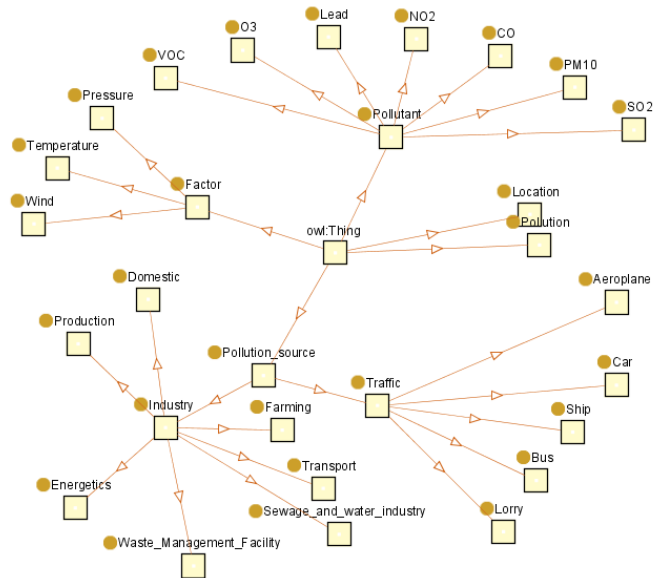 Lead
NO2
O3
CO
VOC
PM10
Pressure
SO2
Pollutant
Temperature
Factor
Wind
Location
owl:Thing
Pollution
Domestic
Aeroplane
Production
Pollution_source
Car
Traffic
Industry
Farming
Ship
Bus
Energetics
Transport
Lorry
Sewage_and_water_industry
Waste_Management_Facility